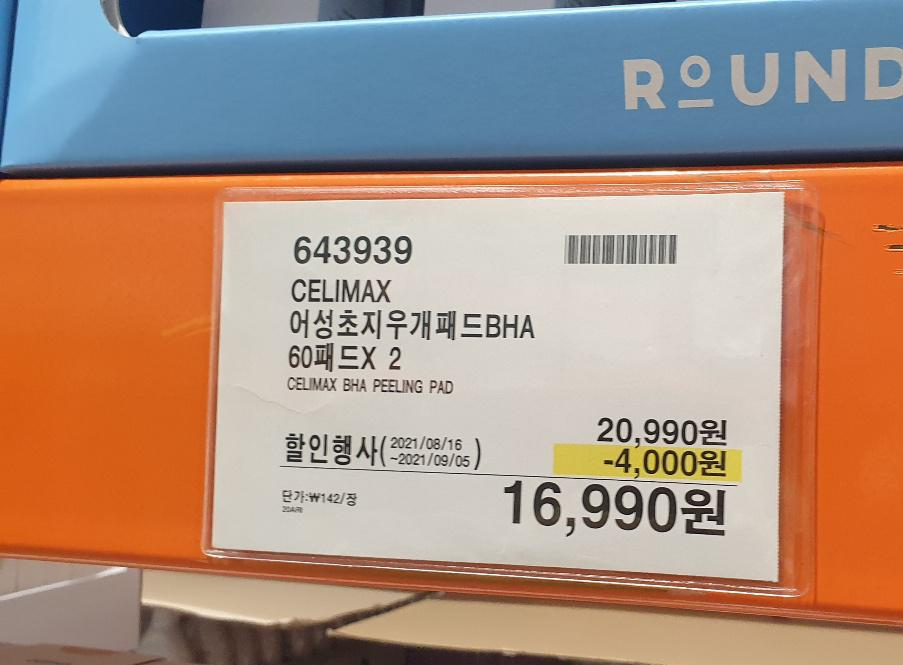 ROUND
643939
CELIMAX
어성초지우개패드BHA
60패드X 2
CELIMAX BHA PEELING PAD
20,990원
할인행사(2021/08/16 ~2021/09/05)
-4,000원
16,990원
단가:₩142/장